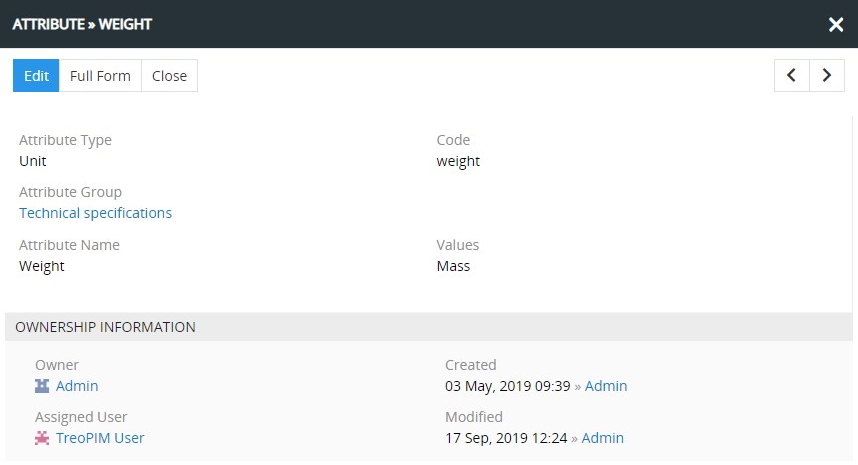 ATTRIBUTE » WEIGHT
Edit Full Form Close
Attribute Type Code
Unit weight
Attribute Group
Technical specifications
Attribute Name Values
Weight Mass
OWNERSHIP INFORMATION
Owner Created
Admin 03 May, 2019 09:39 » Admin
Assigned User Modified
TreoPIM User 17 Sep, 2019 12:24 » Admin